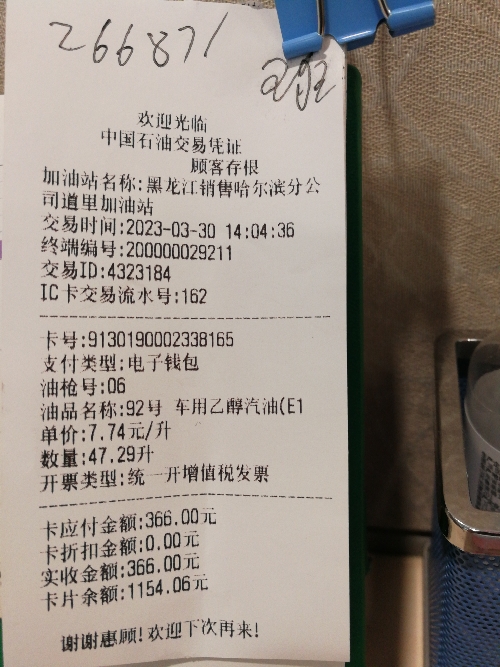 266871
欢迎光临
中国石油交易凭证
顾客存根
加油站名称:黑龙江销售哈尔滨分公
司道里加油站
交易时间:2023-03-30 14:04:36
终端编号:200000029211
交易ID:4323184
IC卡交易流水号:162
卡号:9130190002338165
支付类型:电子钱包
油枪号:06
油品名称:92号 车用乙醇汽油(E1
单价:7.74元/升
数量:47.29升
开票类型:统一开增值税发票
卡应付金额:366.00元
卡折扣金额:0.00元
实收金额:366.00元
卡片余额:1154.06元
谢谢惠顾!欢迎下次再来!